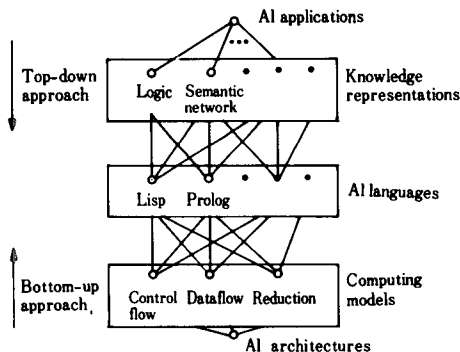 AI applications
Top-down
approach
Logic
Semantic
network
Knowledge
representations
Lisp
Prolog
AI languages
Bottom-up
approach,
Control
flow
Dataflow
Reduction
Computing
models
AI architectures